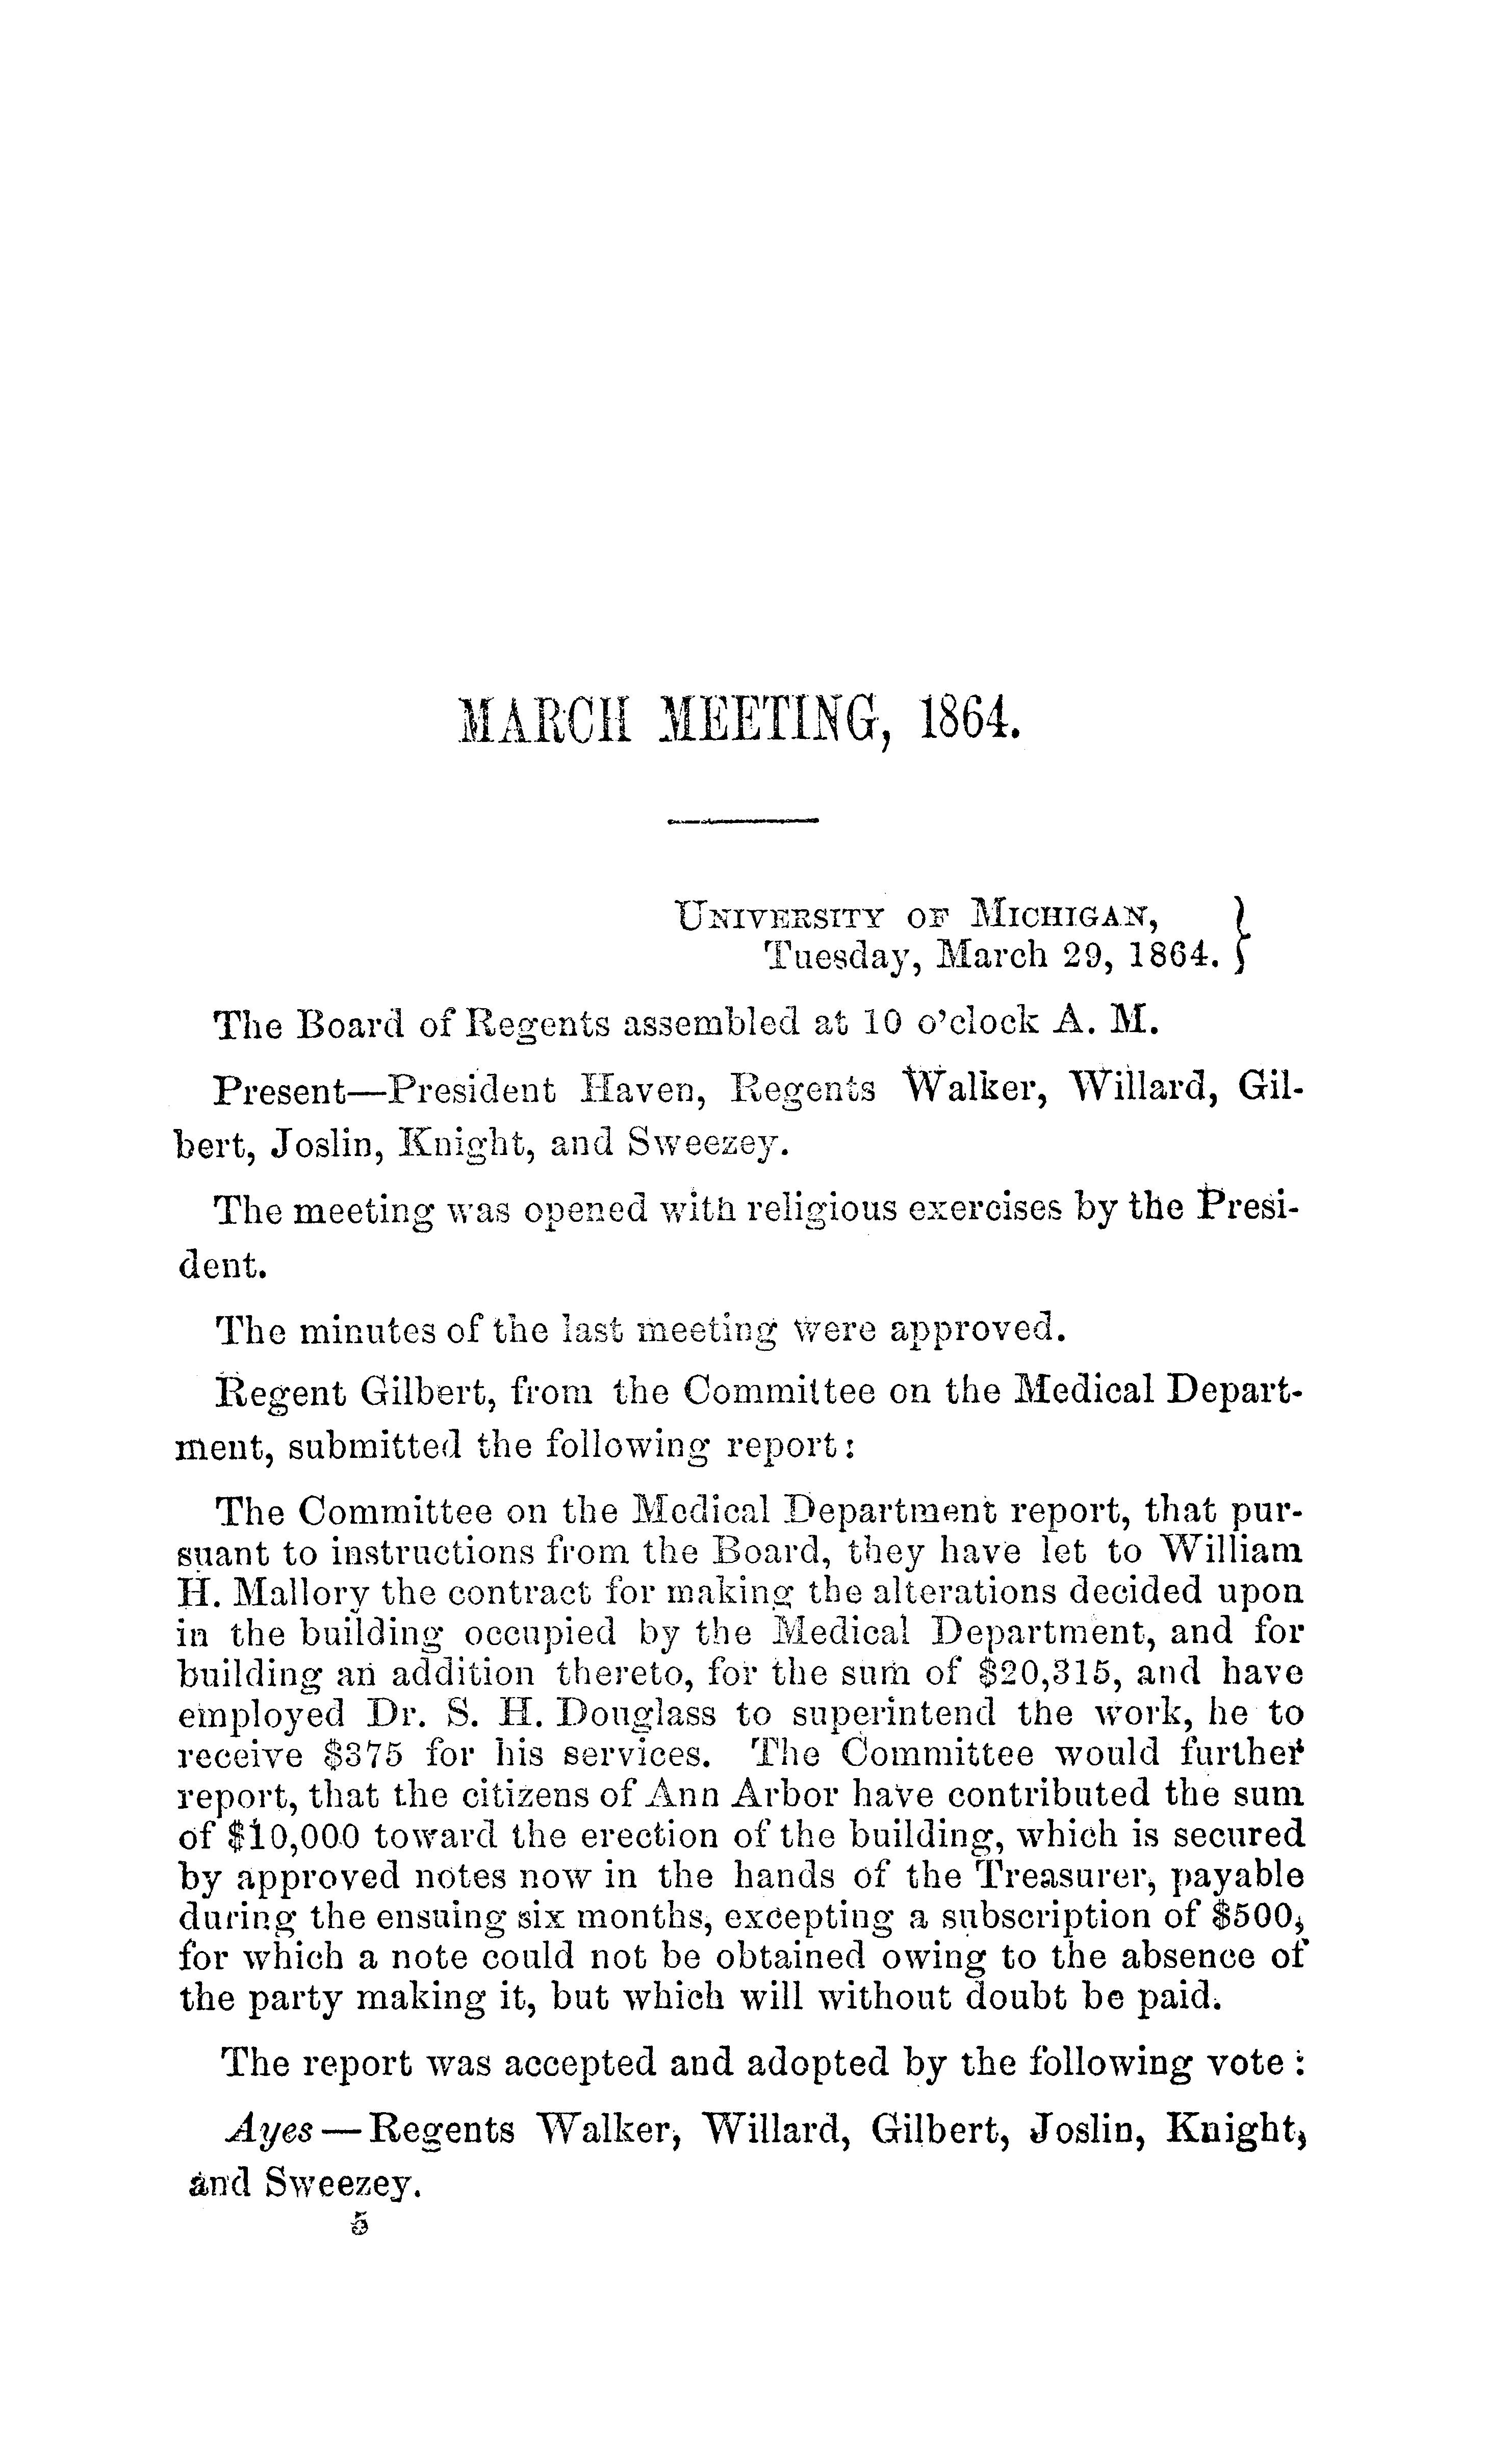 MARCH MEETING, 1864.
UNIVERSITY OF MICHIGAN,
Tuesday, March 29, 1864.
The Board of Regents assembled at 10 o'clock A. M.
Present—President Haven, Regents Walker, Willard, Gil-
bert, Joslin, Knight, and Sweezey.
The meeting was opened with religious exercises by the Presi-
dent.
The minutes of the last meeting were approved.
Regent Gilbert, from the Committee on the Medical Depart-
ment, submitted the following report:
The Committee on the Medical Department report, that pur-
suant to instructions from the Board, they have let to William
H. Mallory the contract for making the alterations decided upon
in the building occupied by the Medical Department, and for
building an addition thereto, for the sum of $20,315, and have
employed Dr. S. H. Douglass to superintend the work, he to
receive $375 for his services. The Committee would further
report, that the citizens of Ann Arbor have contributed the sum
of $10,000 toward the erection of the building, which is secured
by approved notes now in the hands of the Treasurer, payable
during the ensuing six months, excepting a subscription of $500,
for which a note could not be obtained owing to the absence of
the party making it, but which will without doubt be paid.
The report was accepted and adopted by the following vote:
Ayes—Regents Walker, Willard, Gilbert, Joslin, Knight,
and Sweezey.
5